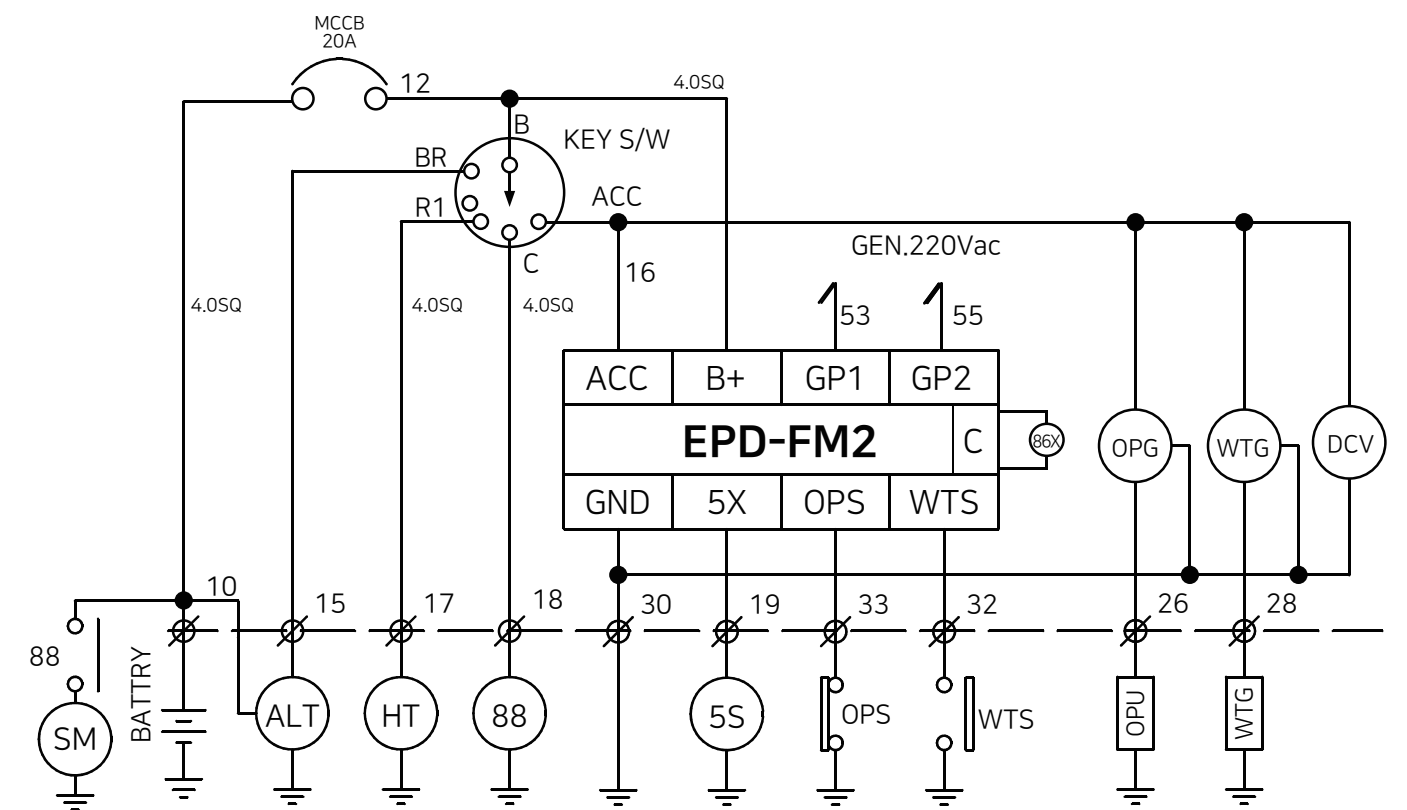 MCCB
20A
12
4.0SQ
B
KEY S/W
BR
ACC
R1
GEN.220Vac
C
16
4.0SQ
4.0SQ
4.0SQ
53
55
ACC
B+
GP1
GP2
EPD-FM2
C
86X
OPG
WTG
DCV
GND
5X
OPS
WTS
10
15
17
18
30
19
33
32
26
28
88
BATTRY
SM
ALT
HT
88
5S
OPS
WTS
OPU
WTG